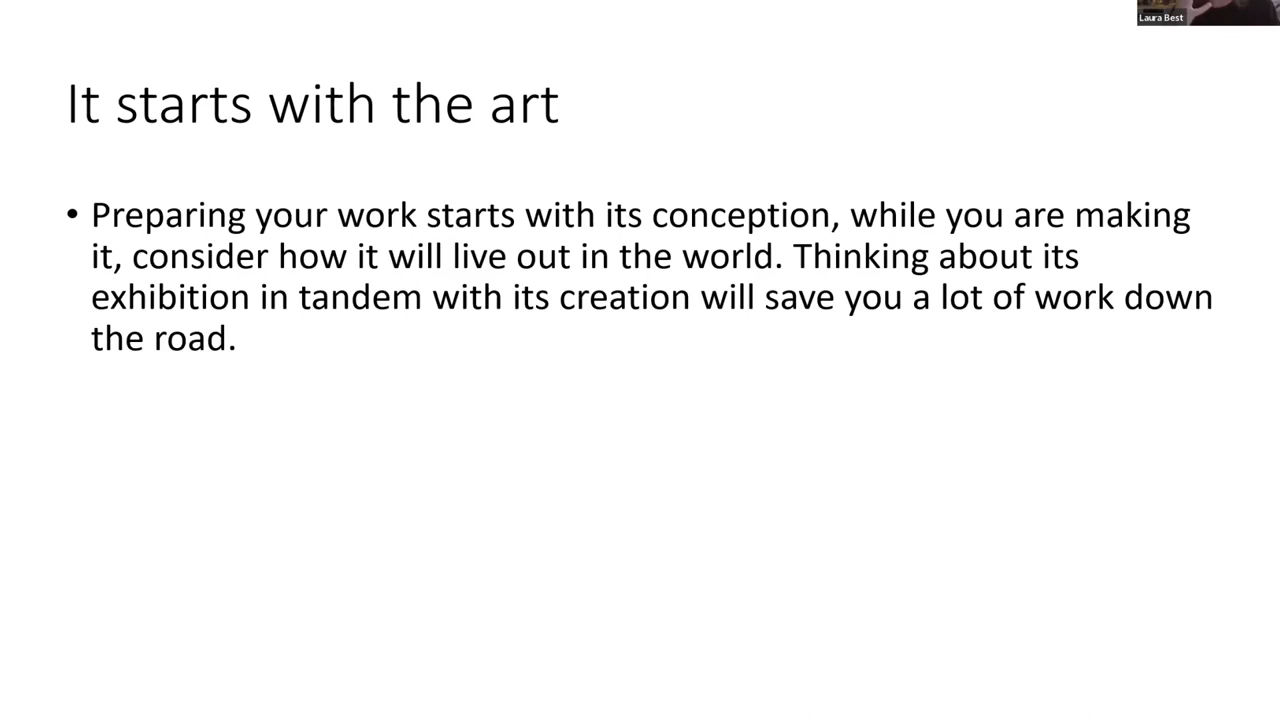 Laura Best
It starts with the art
• Preparing your work starts with its conception, while you are making
it, consider how it will live out in the world. Thinking about its
exhibition in tandem with its creation will save you a lot of work down
the road.